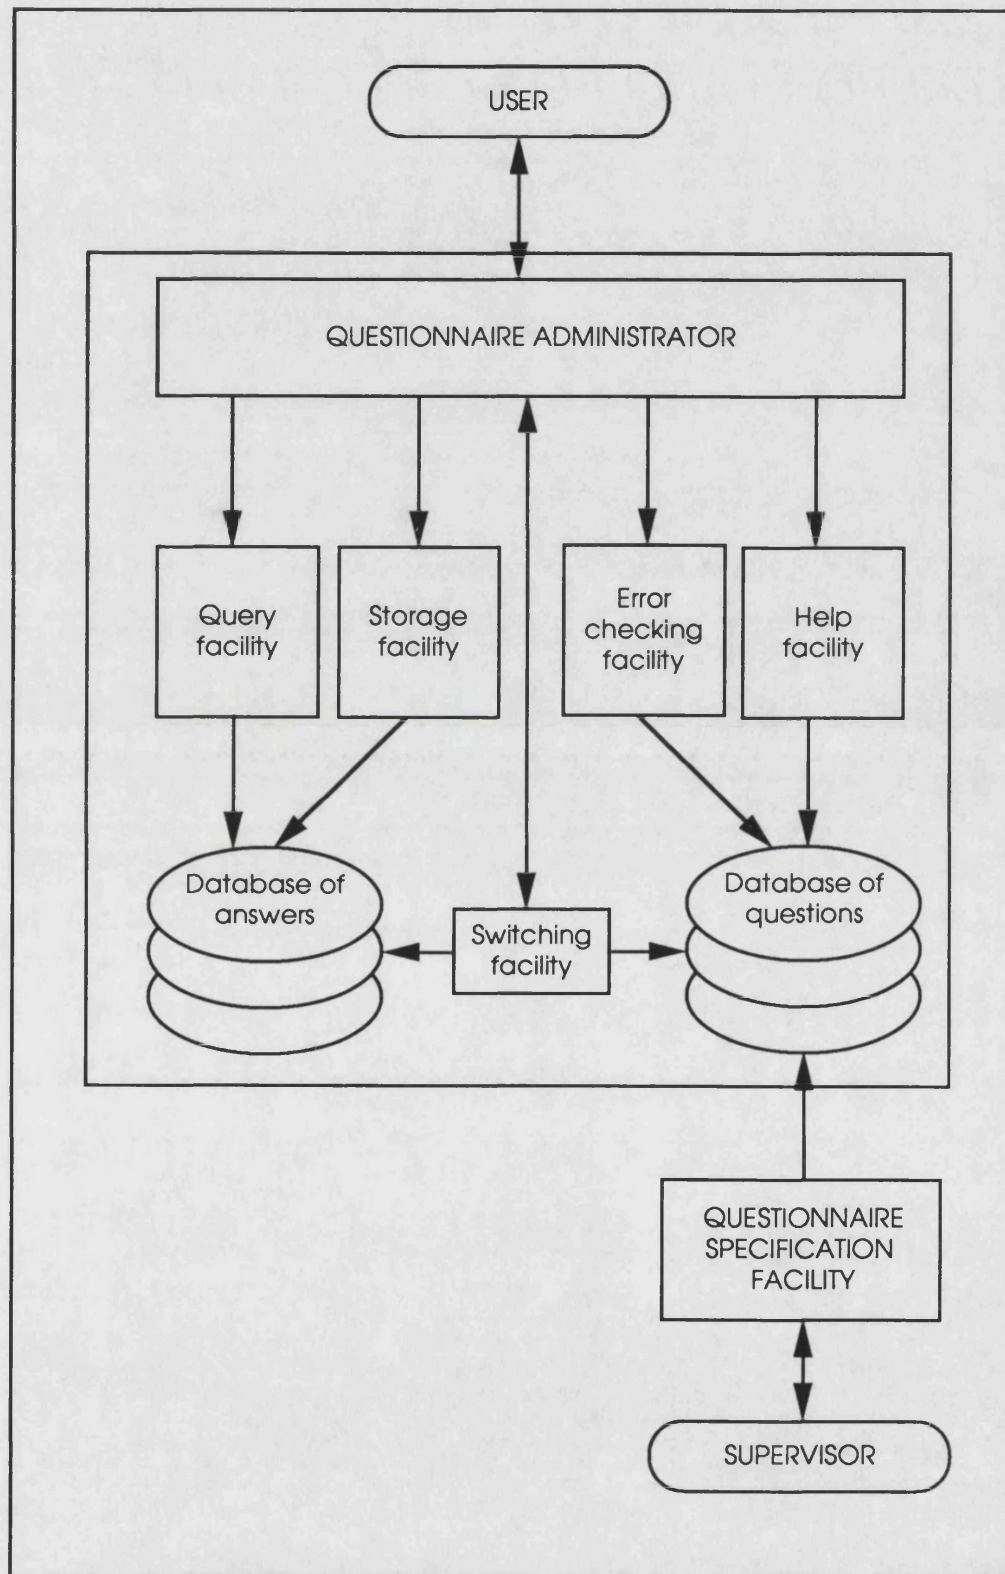 USER
QUESTIONNAIRE ADMINISTRATOR
Query
facility
Storage
facility
Error
checking
facility
Help
facility
Database of
answers
Switching
facility
Database of
questions
QUESTIONNAIRE
SPECIFICATION
FACILITY
SUPERVISOR